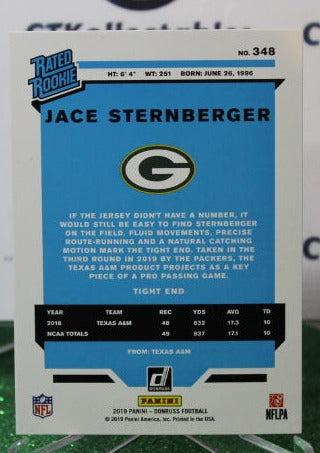 NO. 348
RATED
ROOKIE
HT: 6' 4" WT: 251 BORN: JUNE 26, 1996
JACE STERNBERGER
G
IF THE JERSEY DIDN'T HAVE A NUMBER, IT
WOULD STILL BE EASY TO FIND STERNBERGER
ON THE FIELD. FLUID MOVEMENTS, PRECISE
ROUTE-RUNNING AND A NATURAL CATCHING
MOTION MARK THE TIGHT END. TAKEN IN THE
THIRD ROUND IN 2019 BY THE PACKERS, THE
TEXAS A&M PRODUCT PROJECTS AS A KEY
PIECE OF A PRO PASSING GAME.
TIGHT END
YEAR TEAM REC YDS AVG TD
2018 TEXAS A&M 48 832 17.3 10
NCAA TOTALS 49 837 17.1 10
FROM: TEXAS A&M
NFL
DONRUSS
PANINI
NFLPA
2019 PANINI – DONRUSS FOOTBALL
© 2019 Panini America, Inc. Printed in the USA.